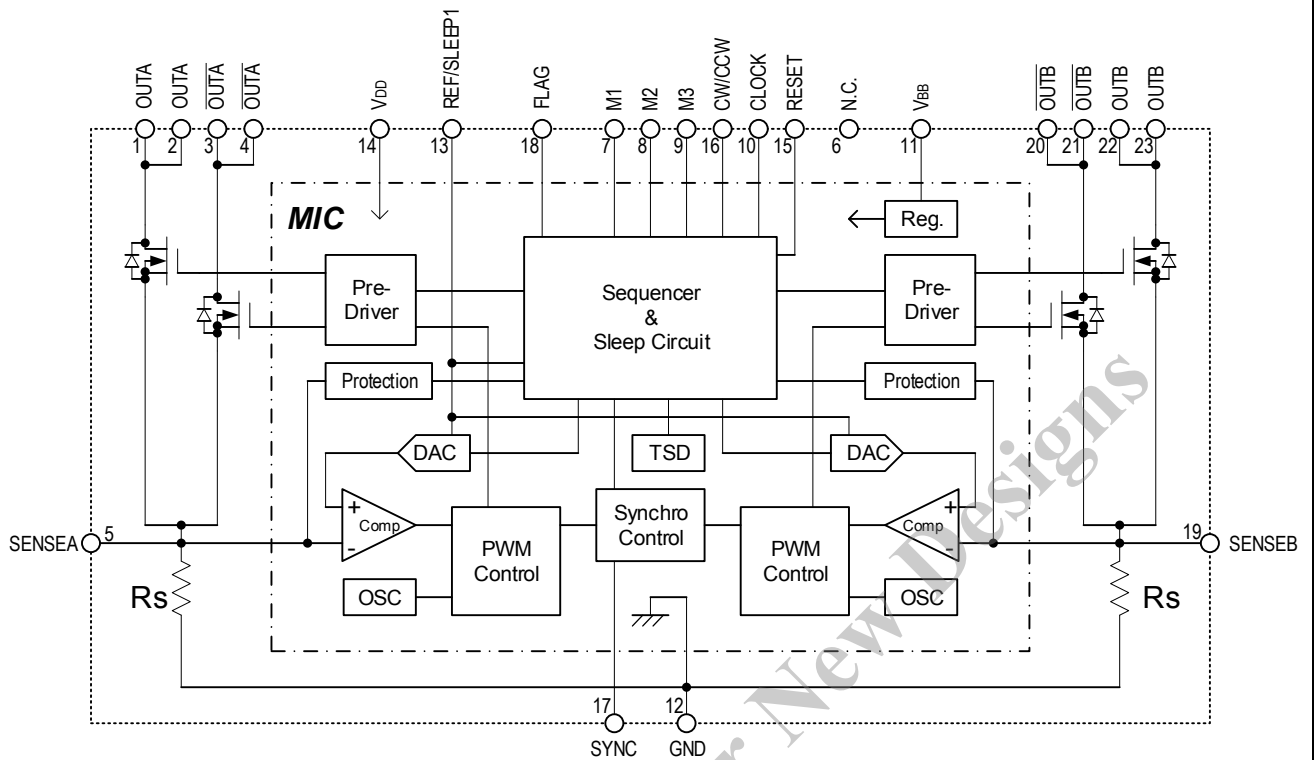 OUTA
OUTA
OUTA
OUTA
VDD
REF/SLEEP1
FLAG
M1
M2
M3
CW/CCW
CLOCK
RESET
N.C.
VBB
OUTB
OUTB
OUTB
OUTB
1
2
3
4
14
13
18
7
8
9
16
10
15
6
11
20
21
22
23
MIC
Reg.
Pre-
Driver
Sequencer
&
Sleep Circuit
Pre-
Driver
Protection
Protection
DAC
TSD
DAC
+
-
Comp
PWM
Control
Synchro
Control
PWM
Control
+
-
Comp
SENSEA
5
19
SENSEB
Rs
OSC
OSC
Rs
17
12
SYNC
GND
r New Designs